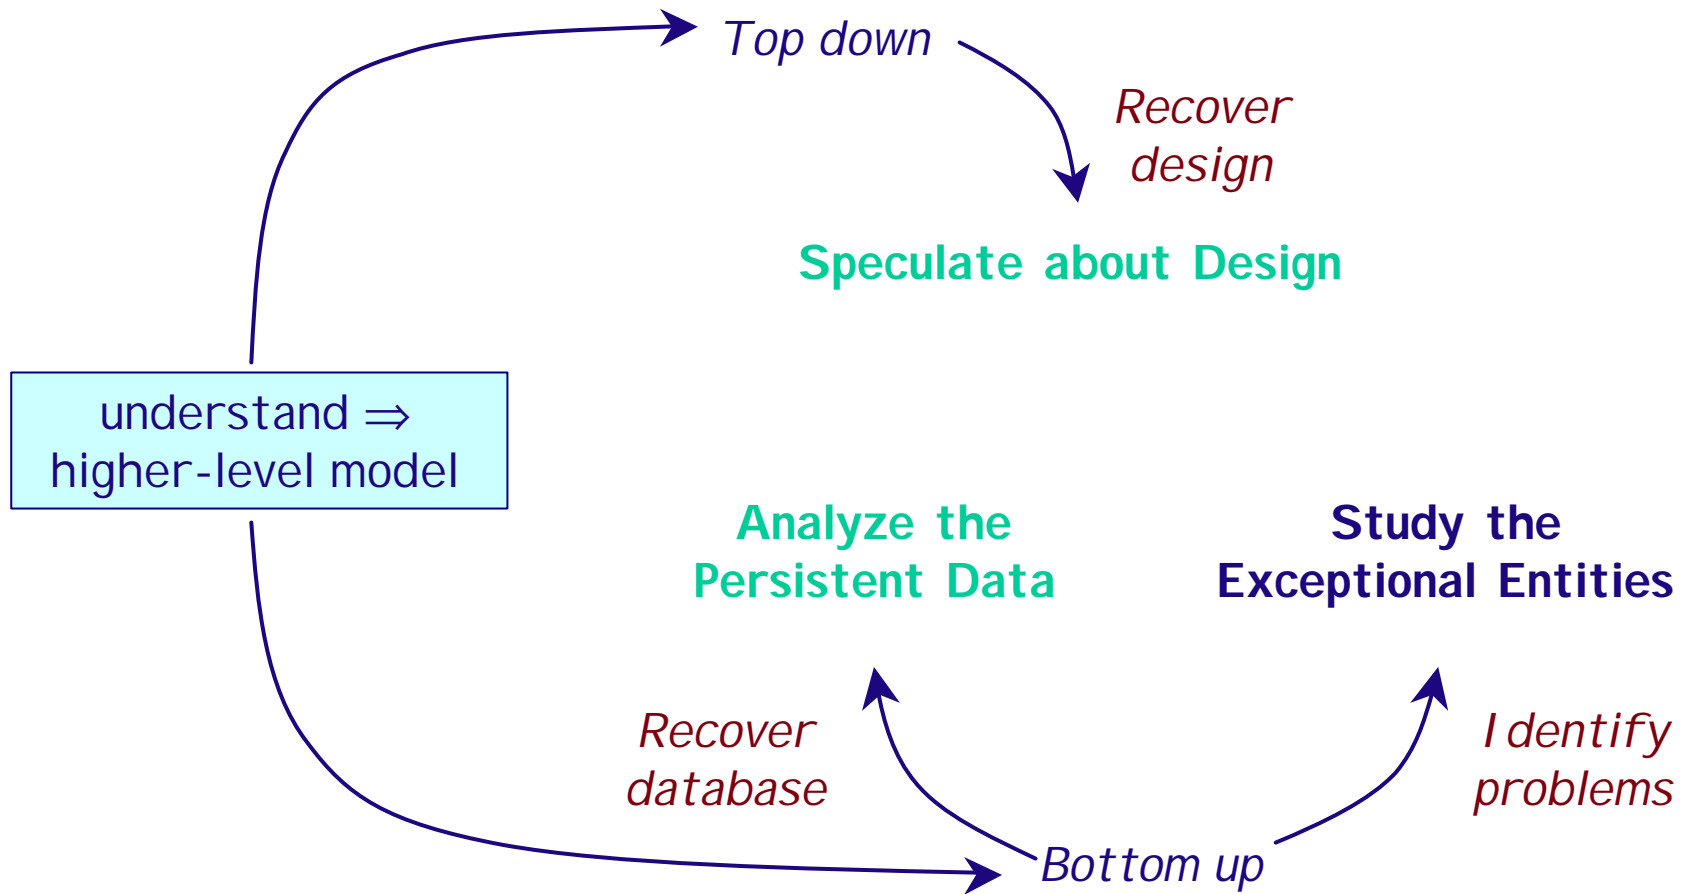 Top down
Recover
design
Speculate about Design
understand ⇒
higher-level model
Analyze the
Persistent Data
Study the
Exceptional Entities
Recover
database
Identify
problems
Bottom up